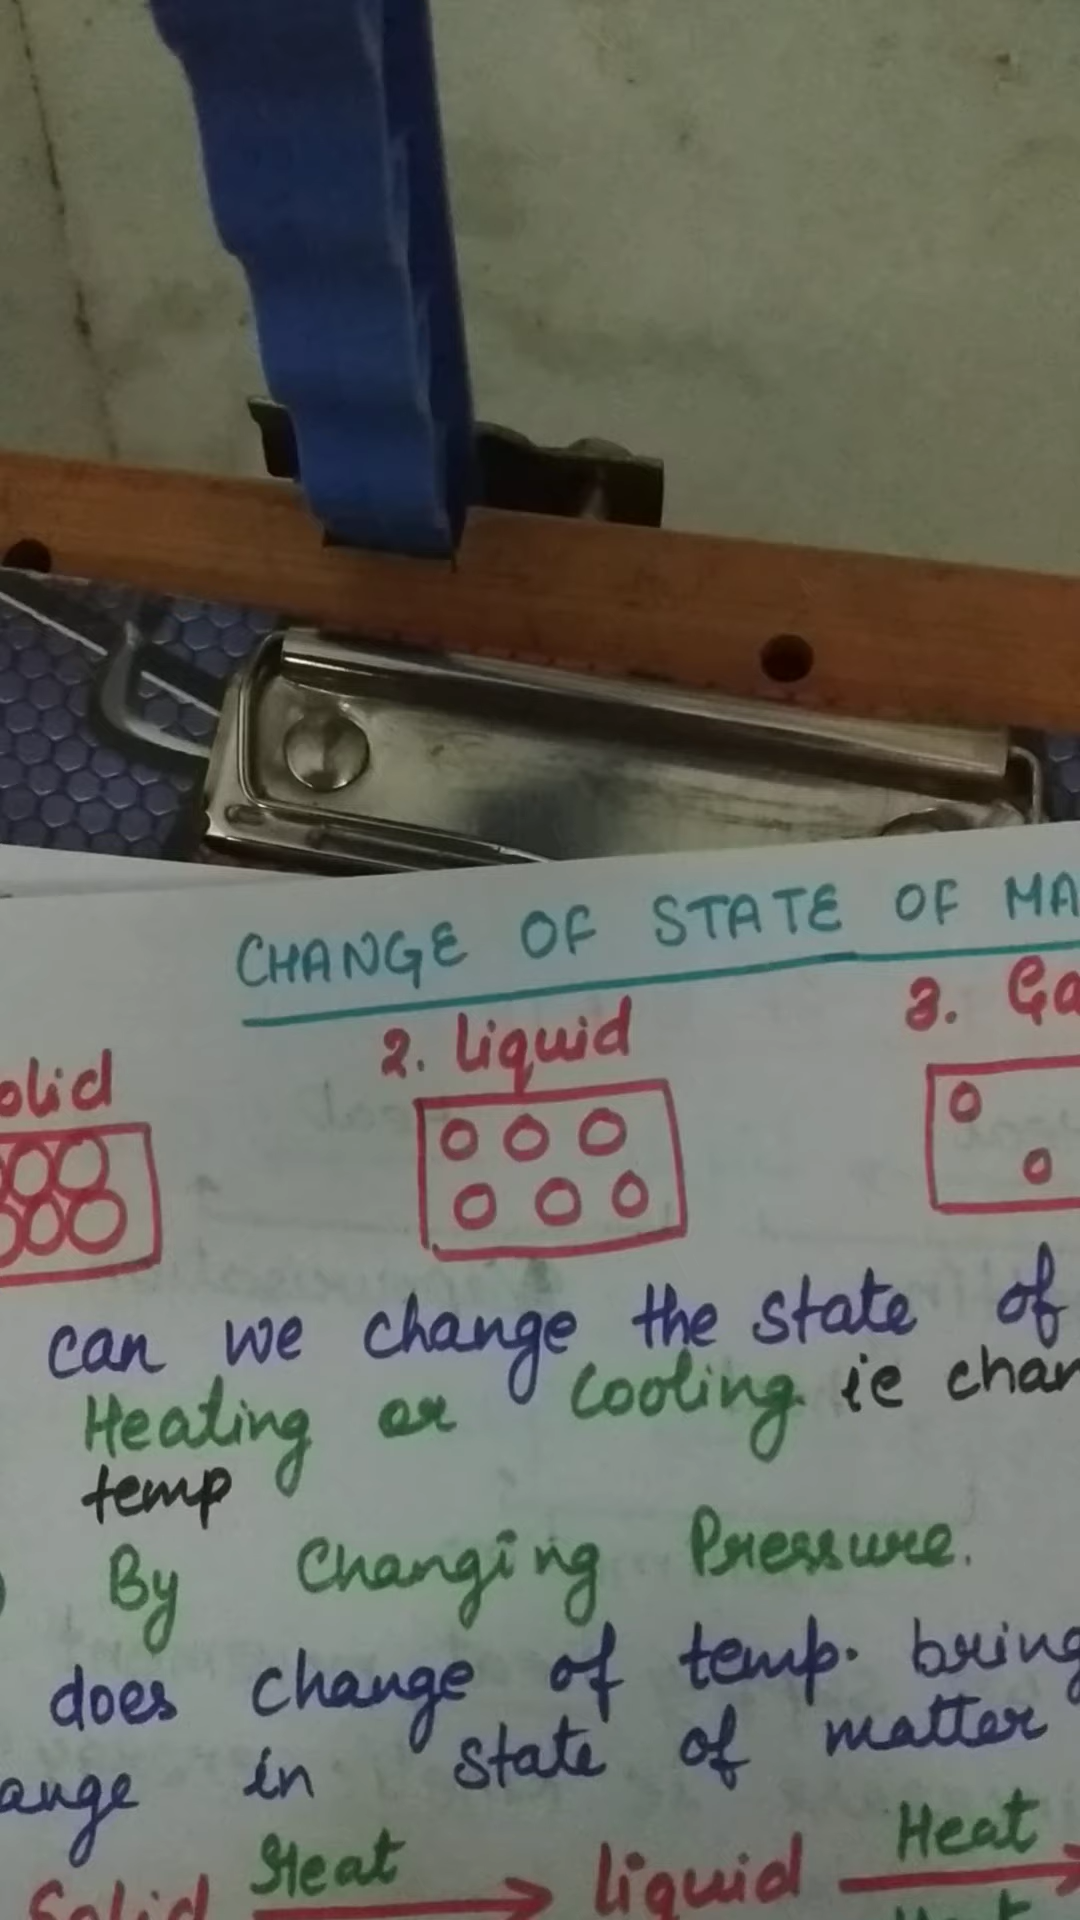 CHANGE OF STATE OF MA
olid 2. liquid 3. Ga
can we change the state of
Heating or Cooling ie chan
temp
) By Changing Pressure.
does change of temp. bring
ange in state of matter
Solid Heat liquid Heat